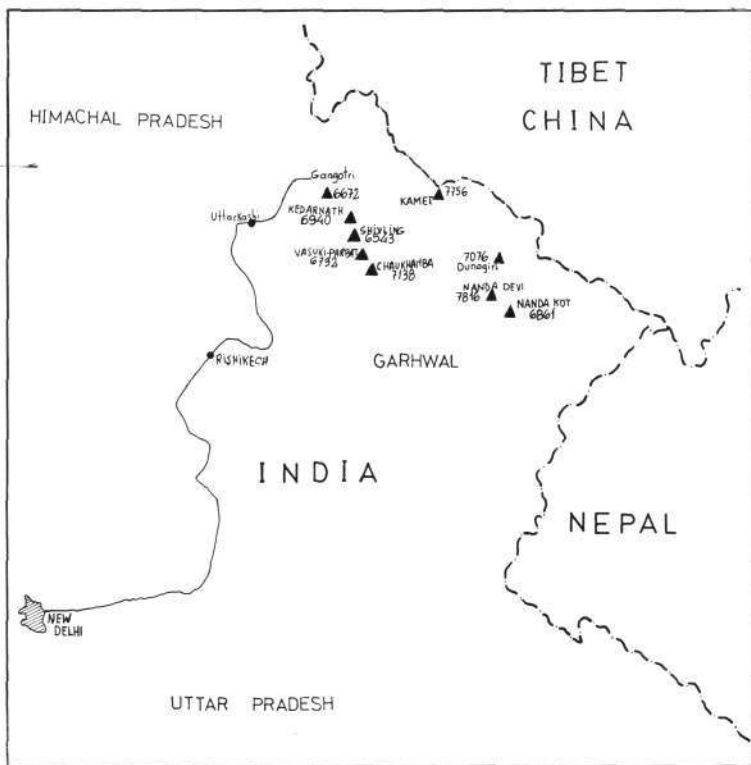 TIBET
CHINA
HIMACHAL PRADESH
Gangotri
6672
KAMET
7756
Uttarkashi
KEDARNATH
6940
SHIVLING
6543
VASUKI-PARBAT
6792
CHAUKHAMBA
7138
7076
Dunagiri
NANDA DEVI
7816
NANDA KOT
6861
RISHIKECH
GARHWAL
INDIA
NEPAL
NEW
DELHI
UTTAR PRADESH